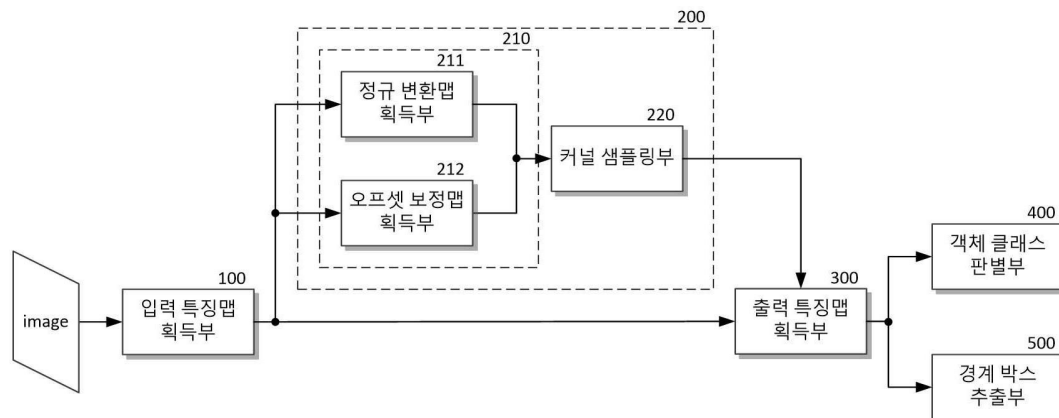 200
210
211
정규 변환맵
획득부
220
커널 샘플링부
212
오프셋 보정맵
획득부
400
객체 클래스
판별부
image
100
입력 특징맵
획득부
300
출력 특징맵
획득부
500
경계 박스
추출부